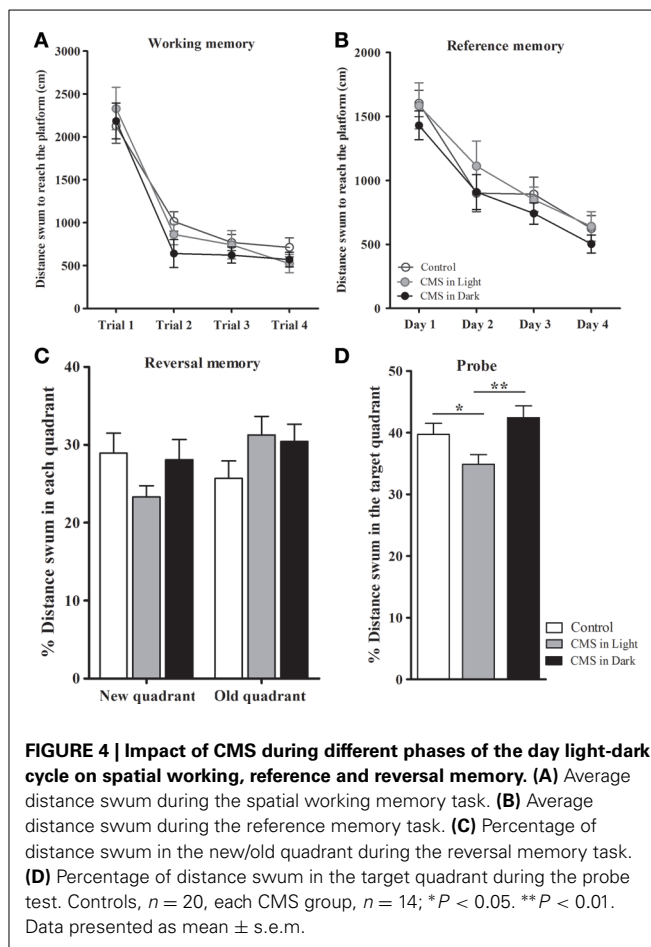 A
Working memory
Distance swum to reach the platform (cm)
3000
2500
2000
1500
1000
500
0
Trial 1 Trial 2 Trial 3 Trial 4
B
Reference memory
Distance swum to reach the platform (cm)
2000
1500
1000
500
0
Control
CMS in Light
CMS in Dark
Day 1 Day 2 Day 3 Day 4
C
Reversal memory
% Distance swum in each quadrant
40
30
20
10
0
New quadrant Old quadrant
D
Probe
% Distance swum in the target quadrant
50
40
30
20
10
0
* **
Control
CMS in Light
CMS in Dark
FIGURE 4 | Impact of CMS during different phases of the day light-dark
cycle on spatial working, reference and reversal memory. (A) Average
distance swum during the spatial working memory task. (B) Average
distance swum during the reference memory task. (C) Percentage of
distance swum in the new/old quadrant during the reversal memory task.
(D) Percentage of distance swum in the target quadrant during the probe
test. Controls, n = 20, each CMS group, n = 14; *P < 0.05. **P < 0.01.
Data presented as mean ± s.e.m.